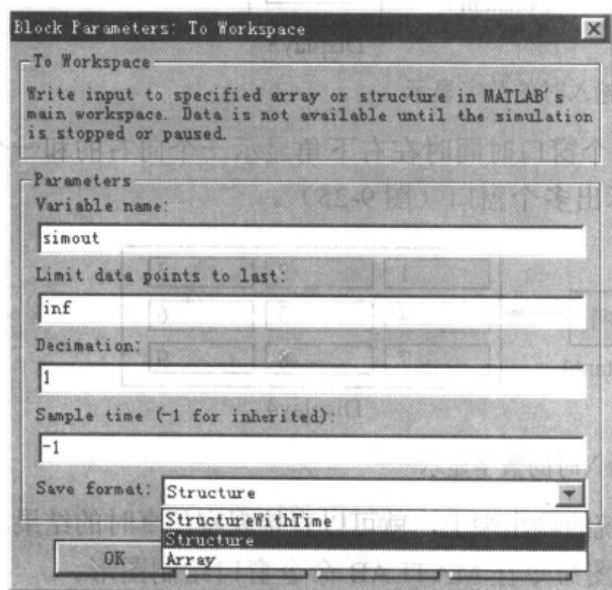 Block Parameters: To Workspace
To Workspace
Write input to specified array or structure in MATLAB's
main workspace. Data is not available until the simulation
is stopped or paused.
Parameters
Variable name:
simout
Limit data points to last:
inf
Decimation:
1
Sample time (-1 for inherited):
-1
Save format:
Structure
StructureWithTime
Structure
Array
OK